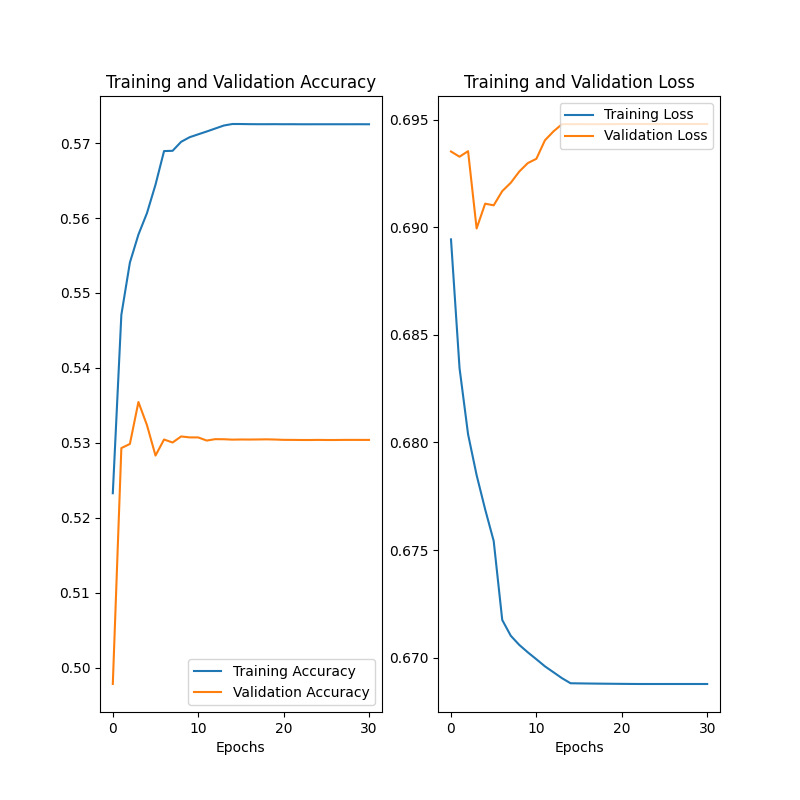 Training and Validation Accuracy
0.57
0.56
0.55
0.54
0.53
0.52
0.51
0.50
Training Accuracy
Validation Accuracy
0
10
20
30
Epochs
Training and Validation Loss
0.695
0.690
0.685
0.680
0.675
0.670
Training Loss
Validation Loss
0
10
20
30
Epochs